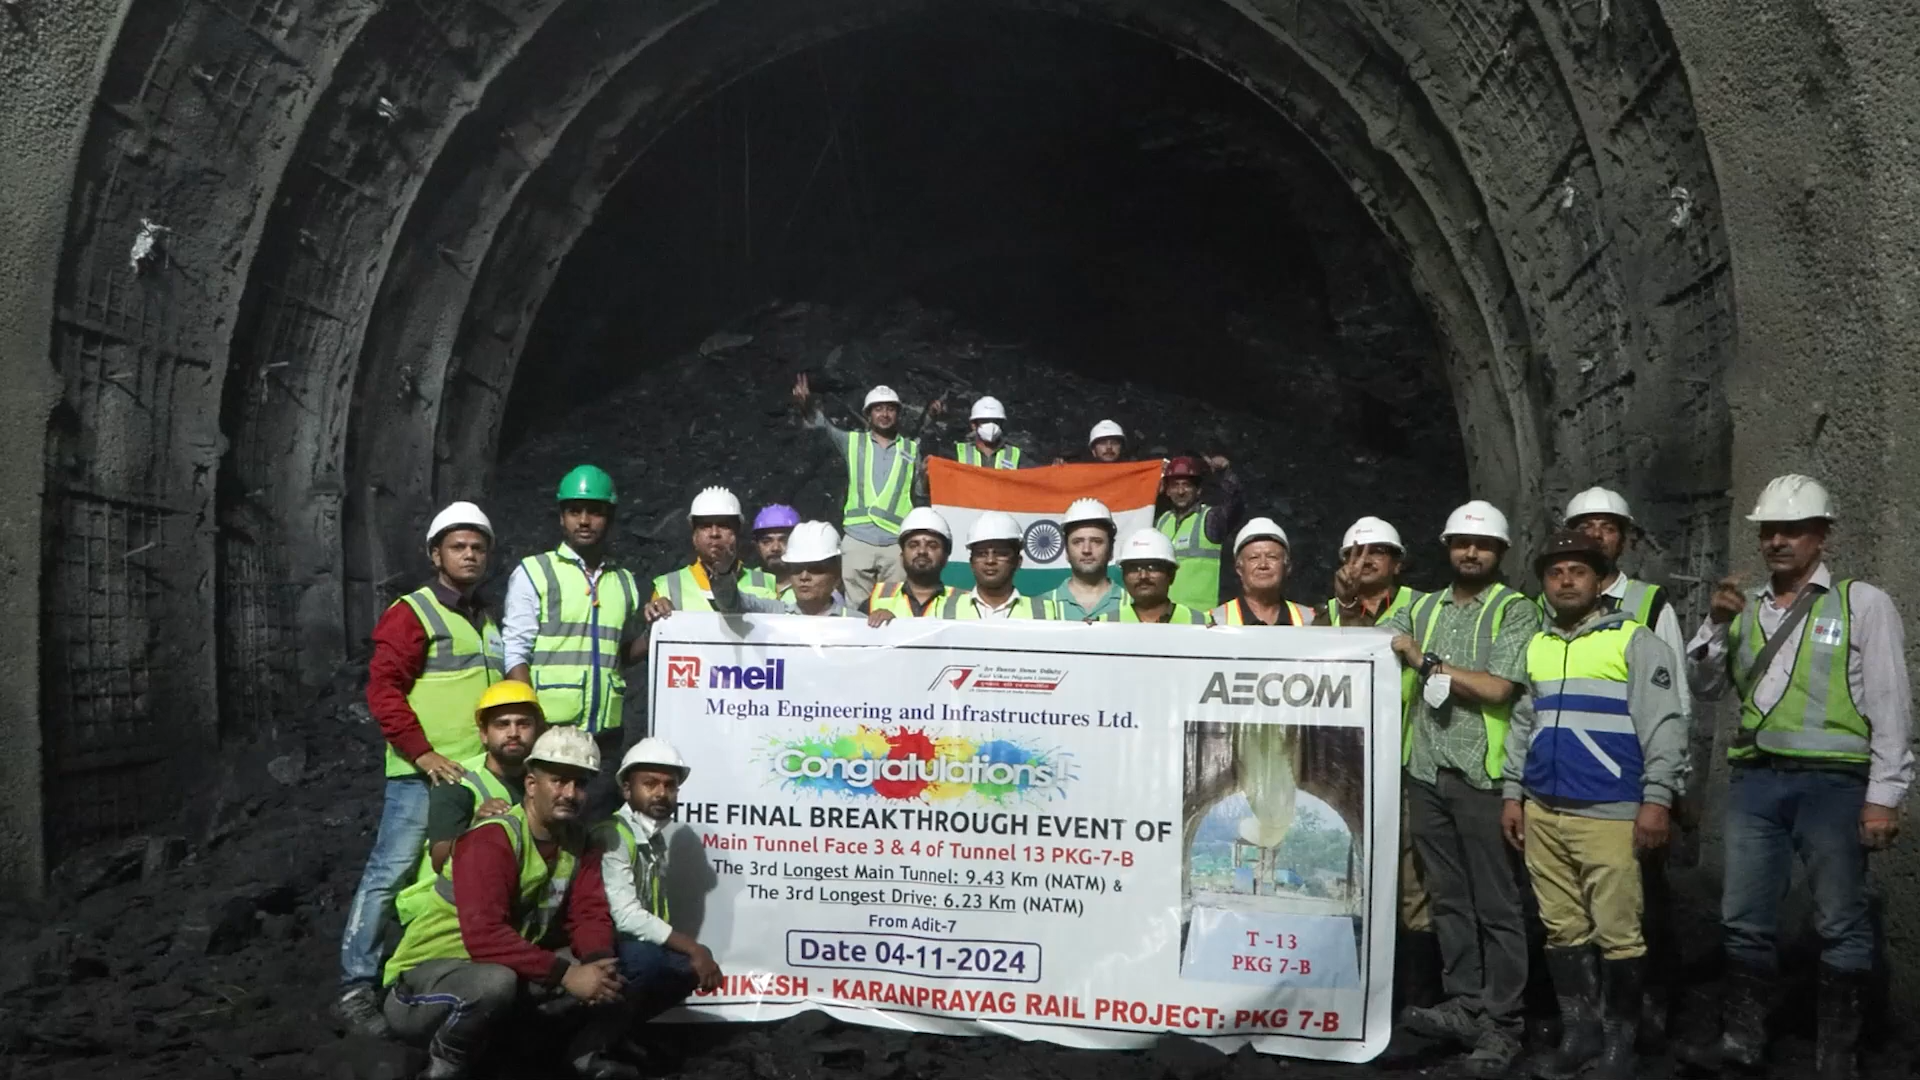 meil
AECOM
Megha Engineering and Infrastructures Ltd.
Congratulations!
THE FINAL BREAKTHROUGH EVENT OF
Main Tunnel Face 3 & 4 of Tunnel 13 PKG-7-B
The 3rd Longest Main Tunnel: 9.43 Km (NATM) &
The 3rd Longest Drive: 6.23 Km (NATM)
From Adit-7
Date 04-11-2024
T -13
PKG 7-B
- KARANPRAYAG RAIL PROJECT: PKG 7-B